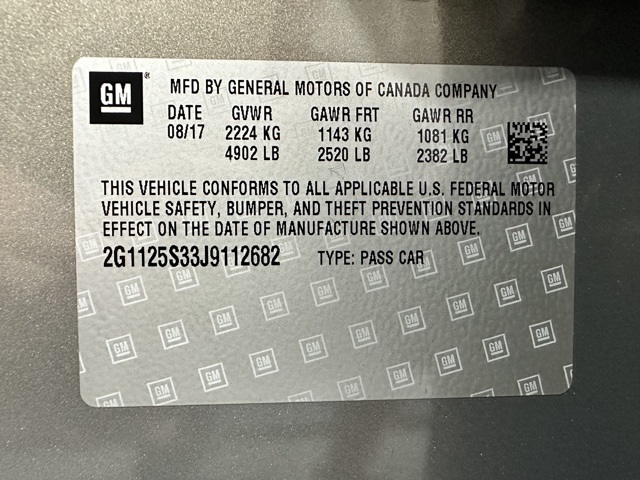 GM
MFD BY GENERAL MOTORS OF CANADA COMPANY
DATE GVWR GAWR FRT GAWR RR
08/17 2224 KG 1143 KG 1081 KG
4902 LB 2520 LB 2382 LB
THIS VEHICLE CONFORMS TO ALL APPLICABLE U.S. FEDERAL MOTOR
VEHICLE SAFETY, BUMPER, AND THEFT PREVENTION STANDARDS IN
EFFECT ON THE DATE OF MANUFACTURE SHOWN ABOVE.
2G1125S33J9112682 TYPE: PASS CAR